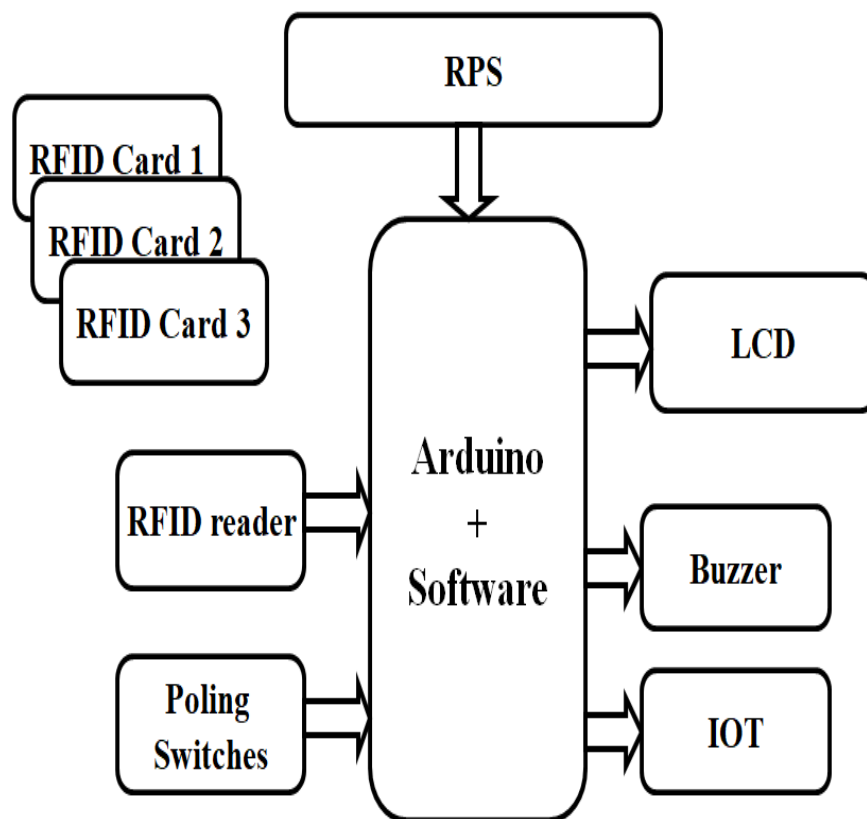 RPS
RFID Card 1
RFID Card 2
RFID Card 3
RFID reader
Poling
Switches
Arduino
+
Software
LCD
Buzzer
IOT